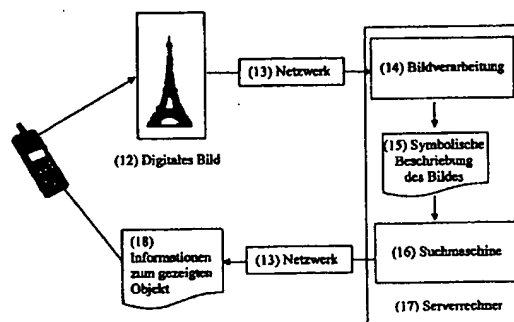 (13) Netzwerk
(14) Bildverarbeitung
(12) Digitales Bild
(15) Symbolische
Beschriebung
des Bildes
(18)
Informationen
zum gezeigten
Objekt
(13) Netzwerk
(16) Suchmaschine
(17) Serverrechner